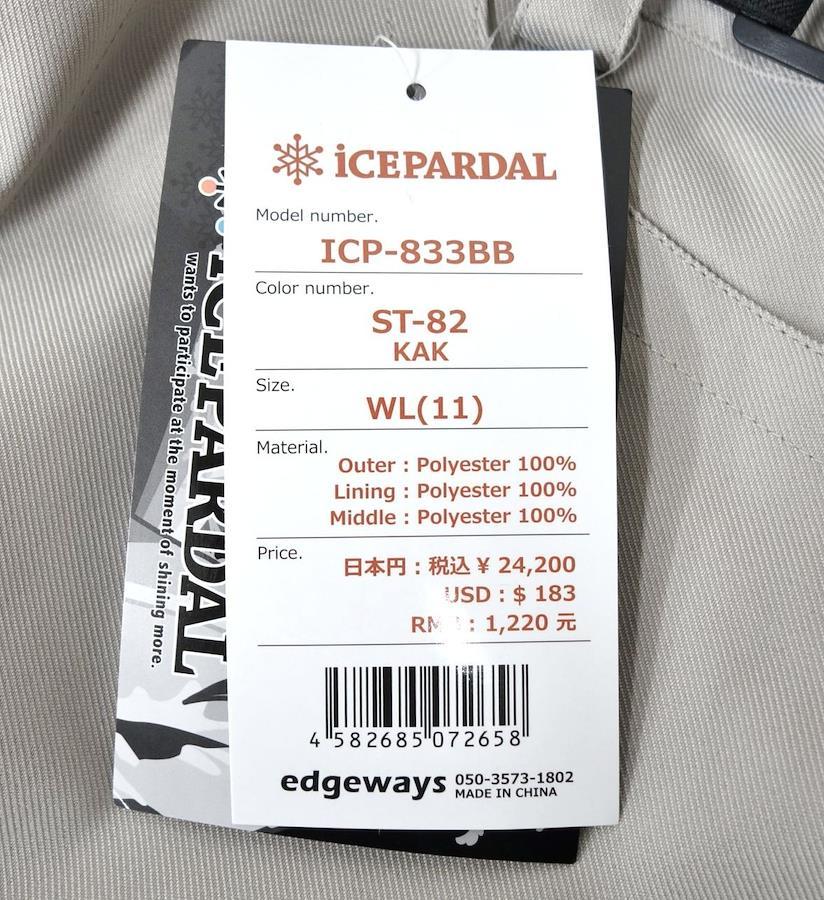 iCEPARDAL
Model number.
ICP-833BB
Color number.
ST-82
KAK
Size.
WL(11)
Material.
Outer : Polyester 100%
Lining : Polyester 100%
Middle : Polyester 100%
Price.
日本円 : 税込 ¥ 24,200
USD : $ 183
: 1,220 元
4 582685 072658
edgeways 050-3573-1802
MADE IN CHINA
iCEPARDAL
wants to participate at the moment of shining more.